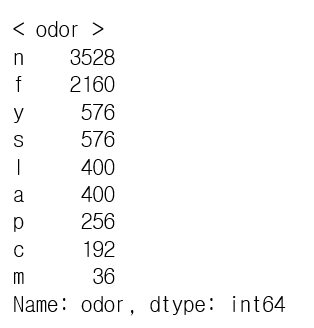 < odor >
n    3528
f    2160
y     576
s     576
l     400
a     400
p     256
c     192
m      36
Name: odor, dtype: int64